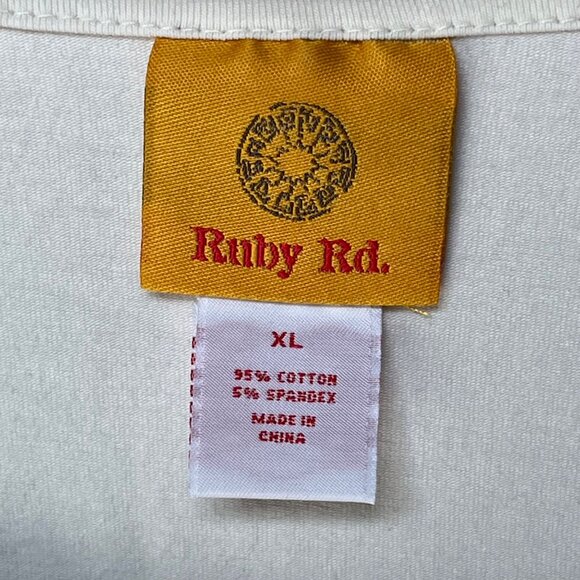 Ruby Rd.
XL
95% COTTON
5% SPANDEX
MADE IN
CHINA